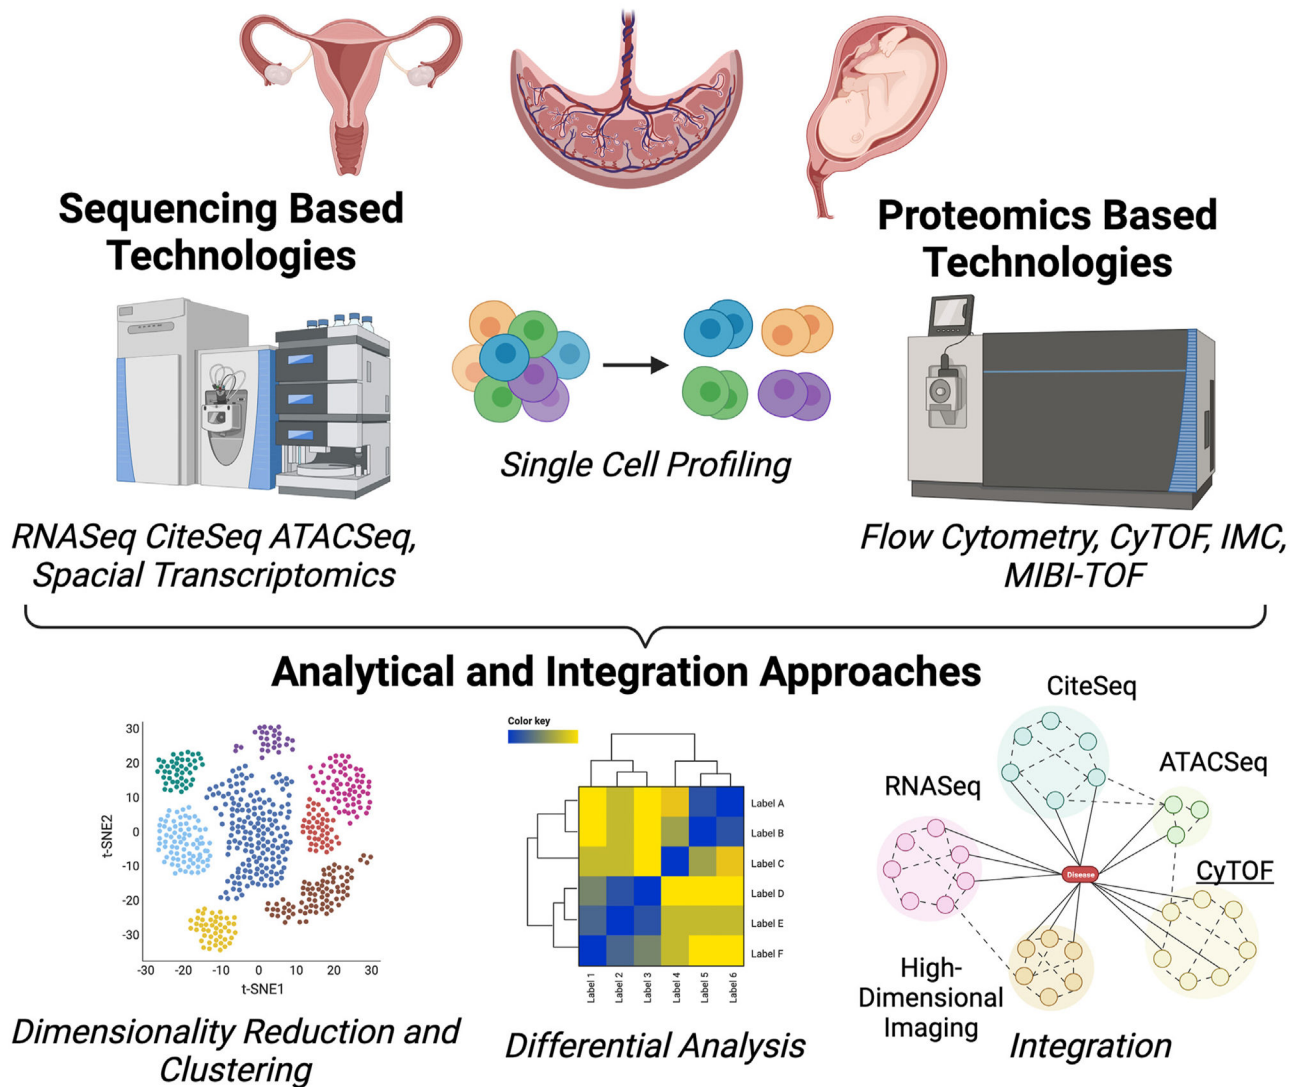 Sequencing Based
Technologies
Proteomics Based
Technologies
Single Cell Profiling
RNASeq CiteSeq ATACSeq,
Spacial Transcriptomics
Flow Cytometry, CyTOF, IMC,
MIBI-TOF
Analytical and Integration Approaches
30
20
10
0
-10
-20
-30
t-SNE2
-30 -20 -10 0 10 20 30
t-SNE1
Dimensionality Reduction and
Clustering
Color key
Label A
Label B
Label C
Label D
Label E
Label F
Label 1
Label 2
Label 3
Label 4
Label 5
Label 6
Differential Analysis
CiteSeq
ATACSeq
RNASeq
Disease
CyTOF
High-
Dimensional
Imaging
Integration